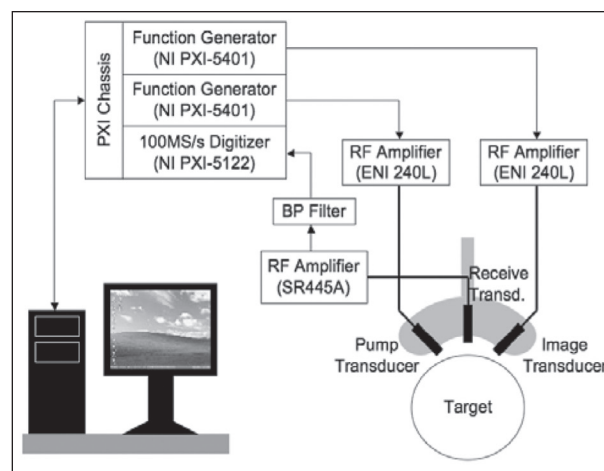 PXI Chassis
Function Generator
(NI PXI-5401)
Function Generator
(NI PXI-5401)
100MS/s Digitizer
(NI PXI-5122)
RF Amplifier
(ENI 240L)
RF Amplifier
(ENI 240L)
BP Filter
RF Amplifier
(SR445A)
Receive
Transd.
Pump
Transducer
Image
Transducer
Target